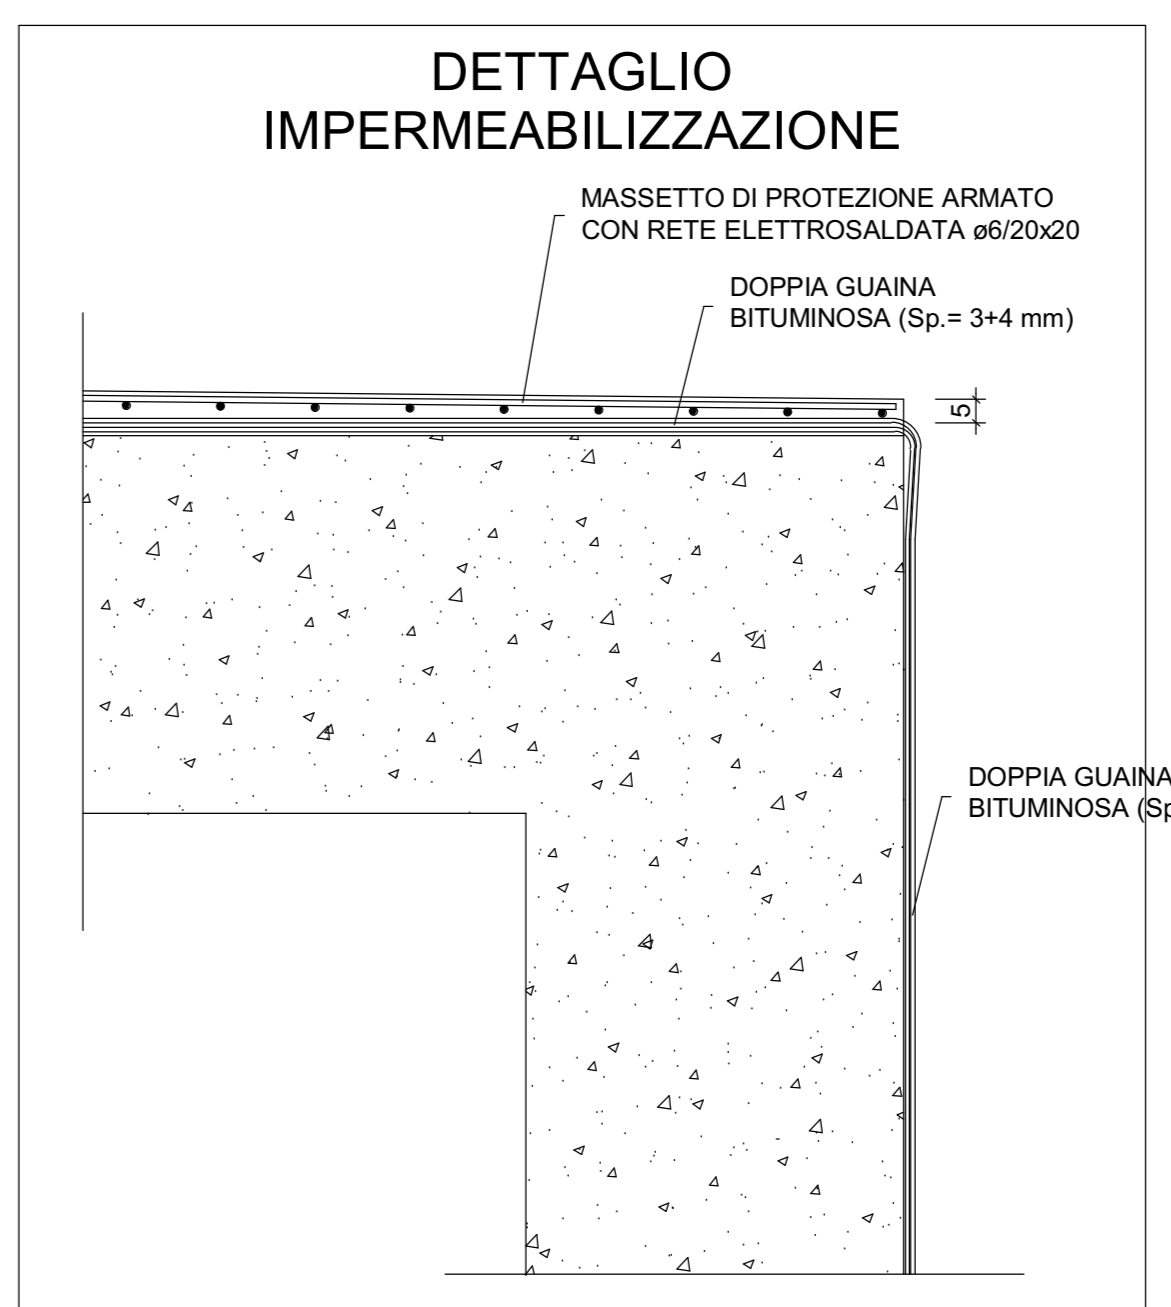 DETTAGLIO
IMPERMEABILIZZAZIONE
MASSETTO DI PROTEZIONE ARMATO
CON RETE ELETTROSALDATA ø6/20x20
DOPPIA GUAINA
BITUMINOSA (Sp.= 3+4 mm)
5
DOPPIA GUAINA
BITUMINOSA (Sp